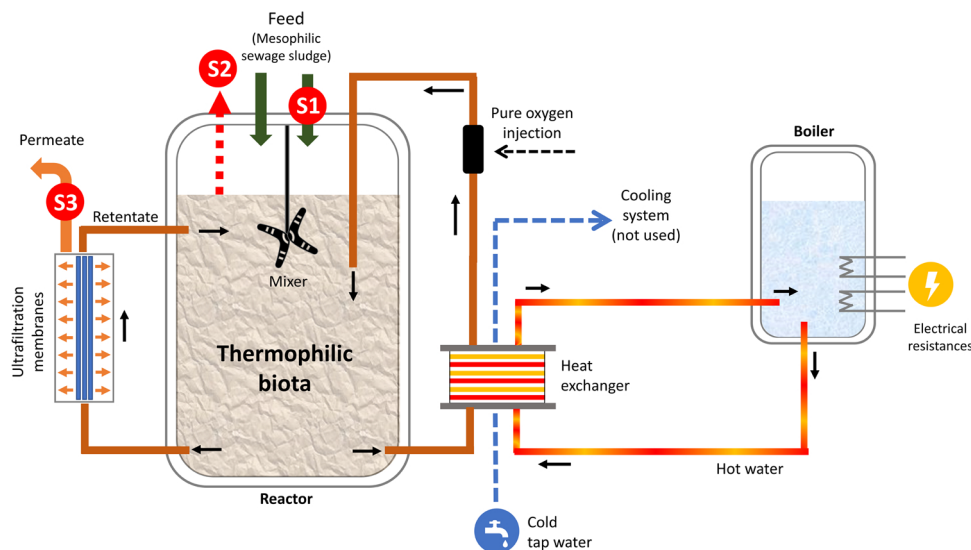 Feed
(Mesophilic
sewage sludge)
S2
S1
Pure oxygen
injection
Boiler
Permeate
S3
Retentate
Cooling
system
(not used)
Mixer
Ultrafiltration
membranes
Thermophilic
biota
Heat
exchanger
Electrical
resistances
Hot water
Reactor
Cold
tap water